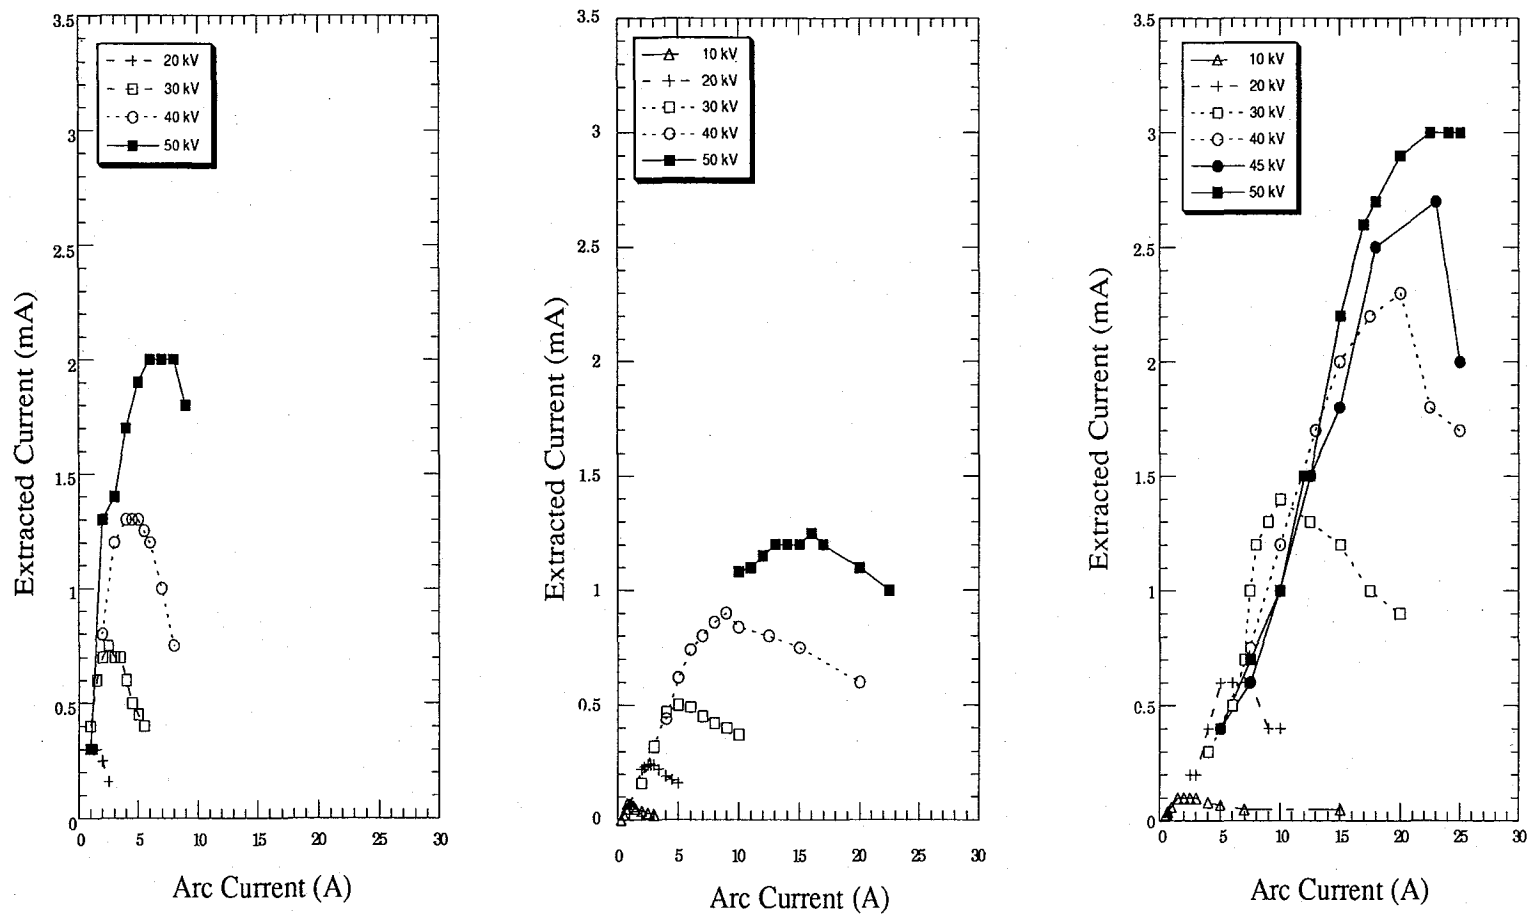 3.5
3
2.5
2
1.5
1
0.5
0
0 5 10 15 20 25 30
20 kV
30 kV
40 kV
50 kV
Extracted Current (mA)
Arc Current (A)
3.5
3
2.5
2
1.5
1
0.5
0
0 5 10 15 20 25 30
10 kV
20 kV
30 kV
40 kV
50 kV
Extracted Current (mA)
Arc Current (A)
3.5
3
2.5
2
1.5
1
0.5
0
0 5 10 15 20 25 30
10 kV
20 kV
30 kV
40 kV
45 kV
50 kV
Extracted Current (mA)
Arc Current (A)